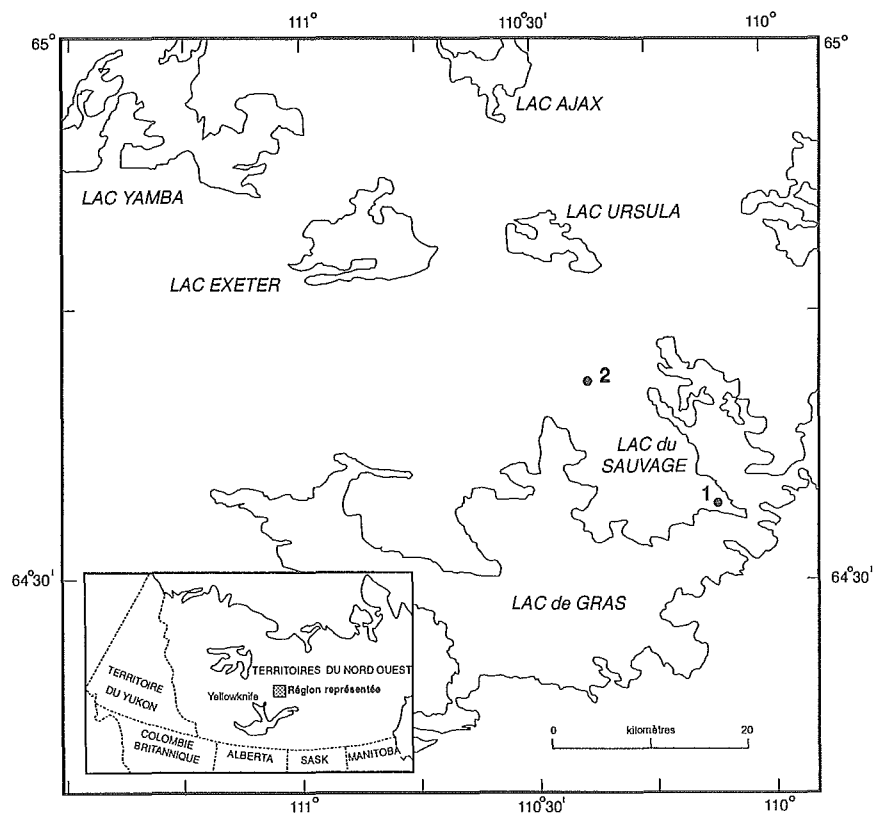 111° 110°30' 110°
65° 65°
LAC AJAX
LAC YAMBA
LAC URSULA
LAC EXETER
2
LAC du
SAUVAGE
1
64°30' 64°30'
LAC de GRAS
TERRITOIRES DU NORD OUEST
Région représentée
Yellowknife
TERRITOIRE
DU YUKON
COLOMBIE
BRITANNIQUE
ALBERTA
SASK
MANITOBA
0 kilomètres 20
111° 110°30' 110°